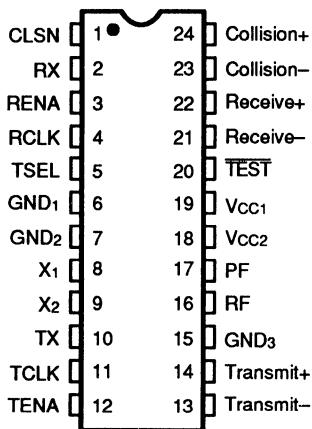 CLSN 1 24 Collision+
RX 2 23 Collision–
RENA 3 22 Receive+
RCLK 4 21 Receive–
TSEL 5 20 TEST
GND1 6 19 VCC1
GND2 7 18 VCC2
X1 8 17 PF
X2 9 16 RF
TX 10 15 GND3
TCLK 11 14 Transmit+
TENA 12 13 Transmit–